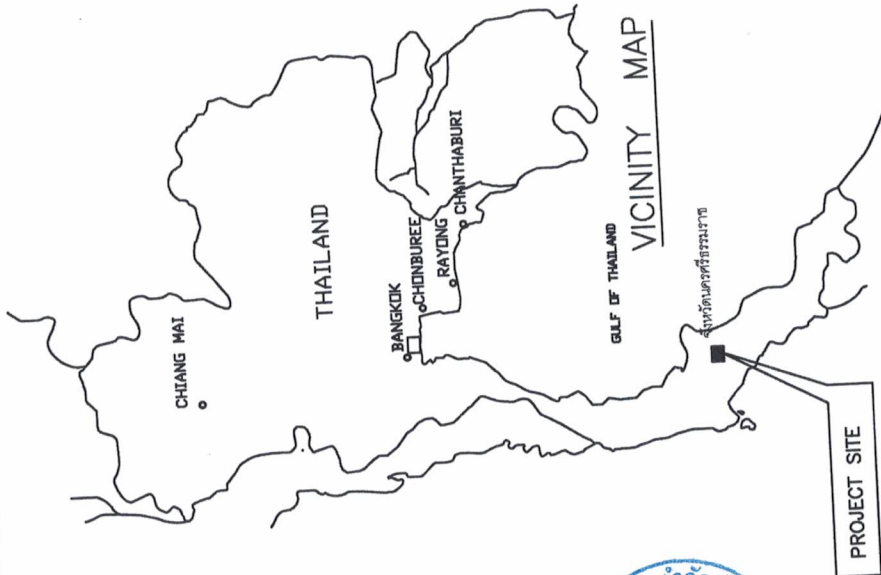 CHIANG MAI
THAILAND
BANGKOK
CHONBUREE
RAYONG
CHANTHABURI
GULF OF THAILAND
VICINITY MAP
จังหวัดนครศรีธรรมราช
PROJECT SITE